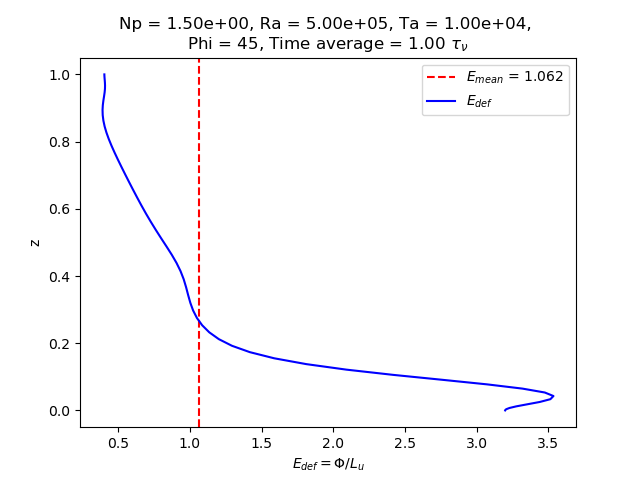 Np = 1.50e+00, Ra = 5.00e+05, Ta = 1.00e+04,
Phi = 45, Time average = 1.00 τ_ν
E_mean = 1.062
E_def
1.0
0.8
0.6
0.4
0.2
0.0
z
0.5 1.0 1.5 2.0 2.5 3.0 3.5
E_def = Φ/L_u